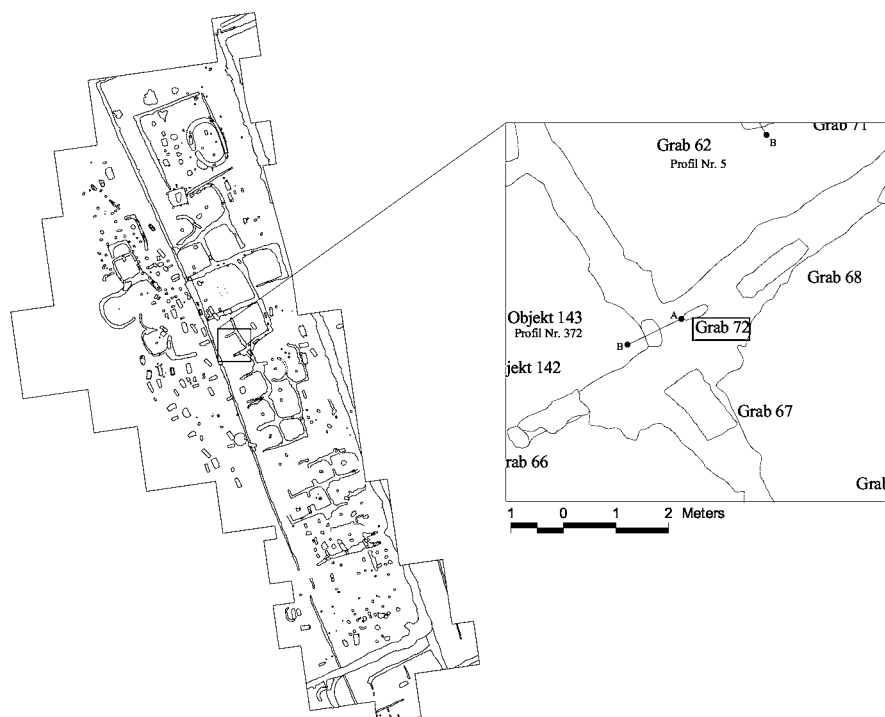 Grab 71
Grab 62
B
Profil Nr. 5
Grab 68
Objekt 143
A
Profil Nr. 372
Grab 72
B
jekt 142
Grab 67
rab 66
Grab
1 0 1 2 Meters